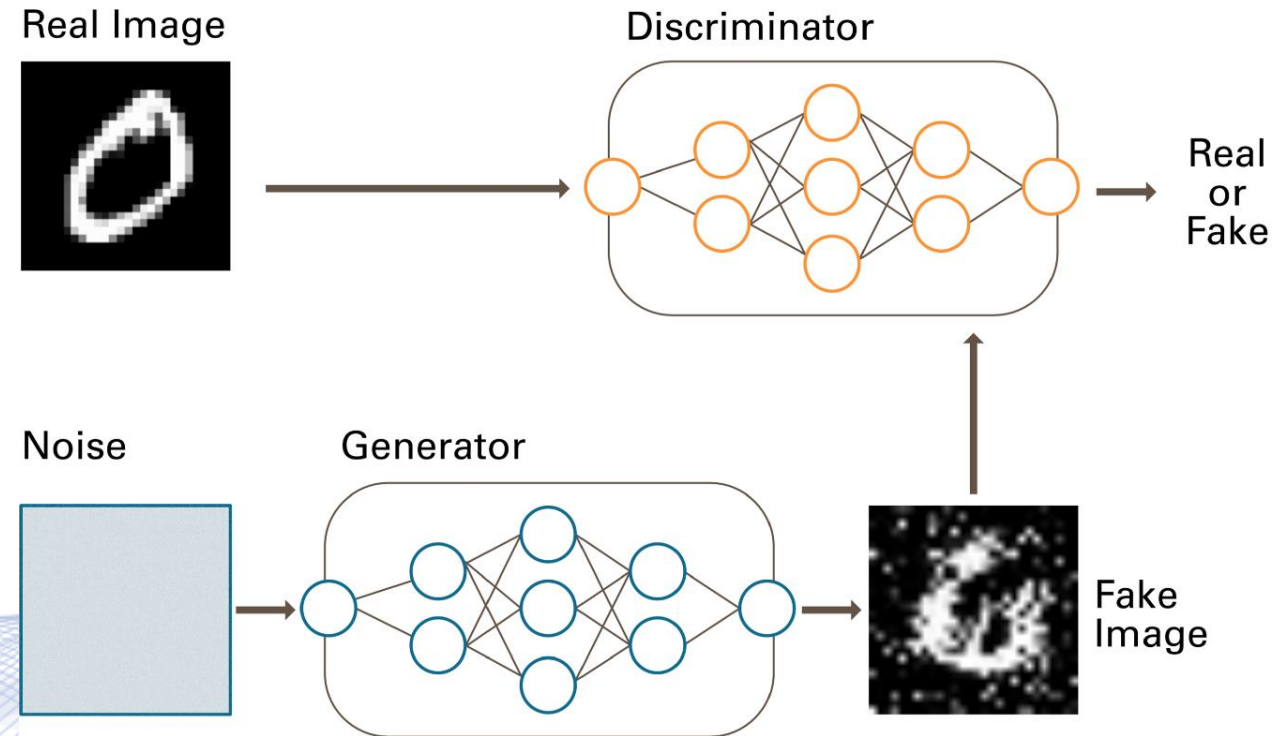 Real Image
Discriminator
Real
or
Fake
Noise
Generator
Fake
Image